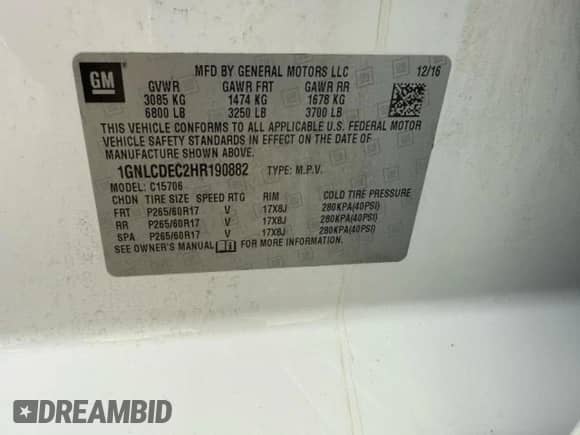 GM MFD BY GENERAL MOTORS LLC 12/16
GVWR GAWR FRT GAWR RR
3085 KG 1474 KG 1678 KG
6800 LB 3250 LB 3700 LB
THIS VEHICLE CONFORMS TO ALL APPLICABLE U.S. FEDERAL MOTOR
VEHICLE SAFETY STANDARDS IN EFFECT ON THE DATE OF
MANUFACTURE SHOWN ABOVE.
1GNLCDEC2HR190882 TYPE: M.P.V.
MODEL: C15706
CHDN TIRE SIZE SPEED RTG RIM COLD TIRE PRESSURE
FRT P265/60R17 V 17X8J 280KPA(40PSI)
RR P265/60R17 V 17X8J 280KPA(40PSI)
SPA P265/60R17 V 17X8J 280KPA(40PSI)
SEE OWNER'S MANUAL FOR MORE INFORMATION.
DREAMBID